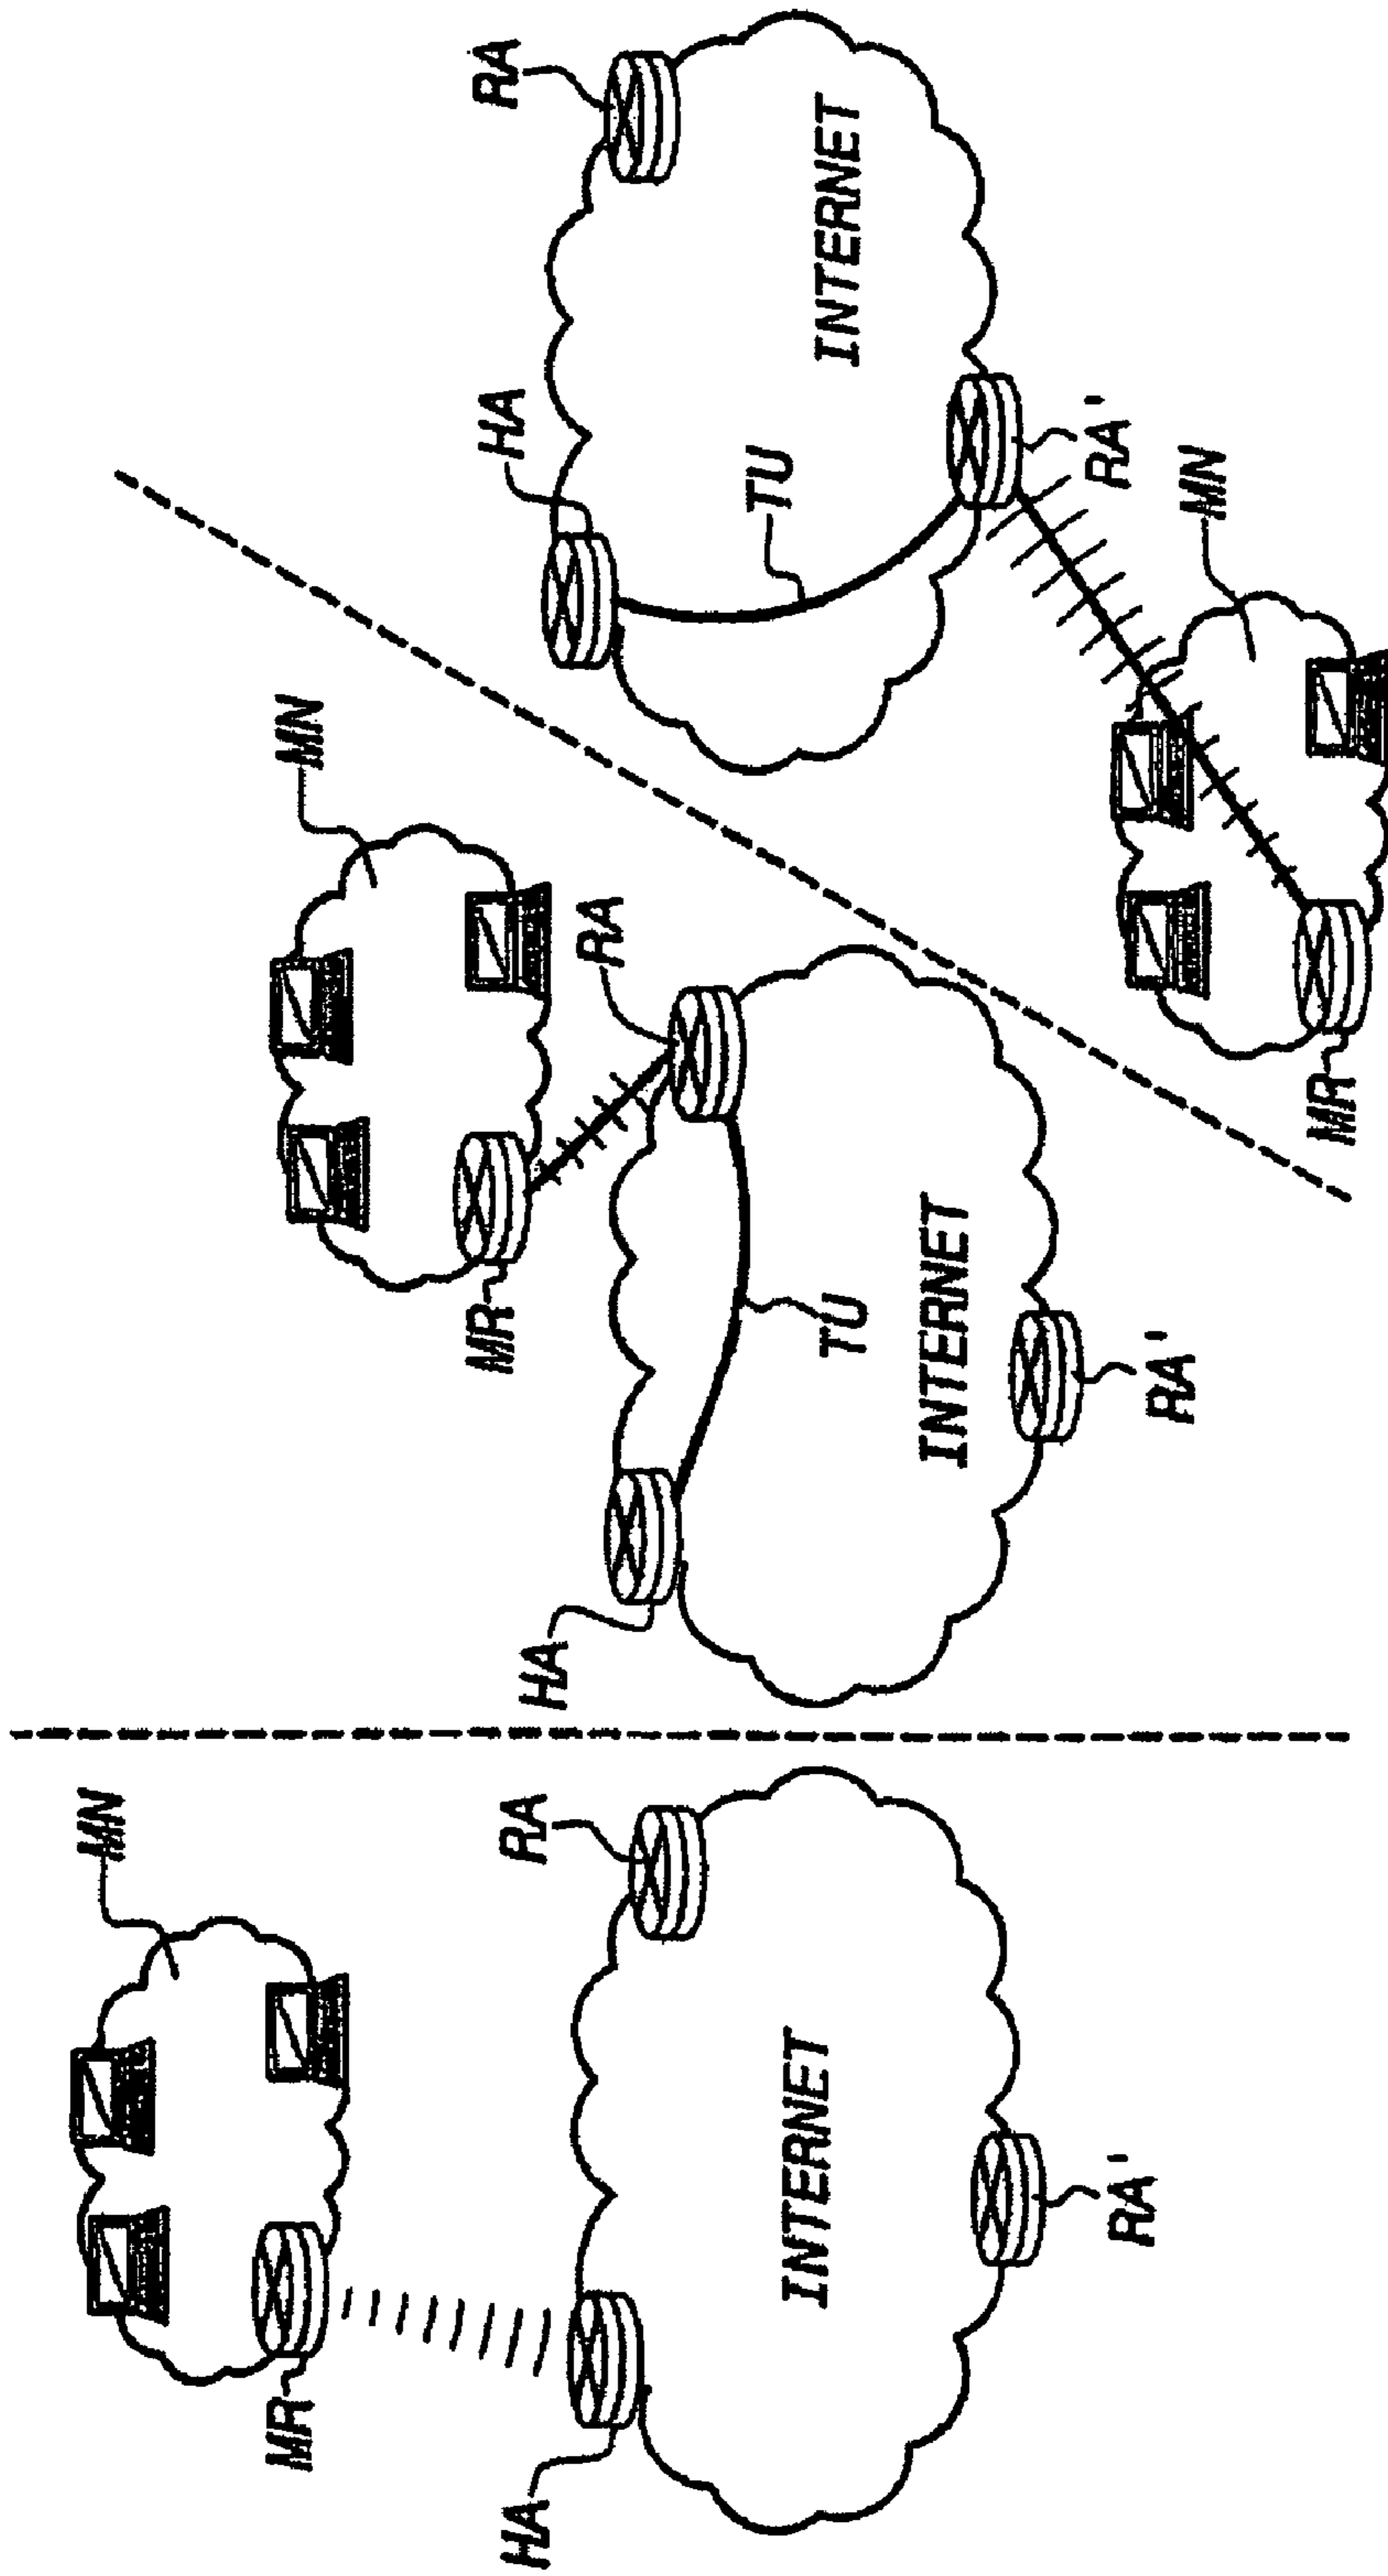 MN
MR
RA
HA
INTERNET
RA'
MN
MR
RA
HA
TU
INTERNET
RA'
RA
HA
INTERNET
TU
RA'
MN
MR